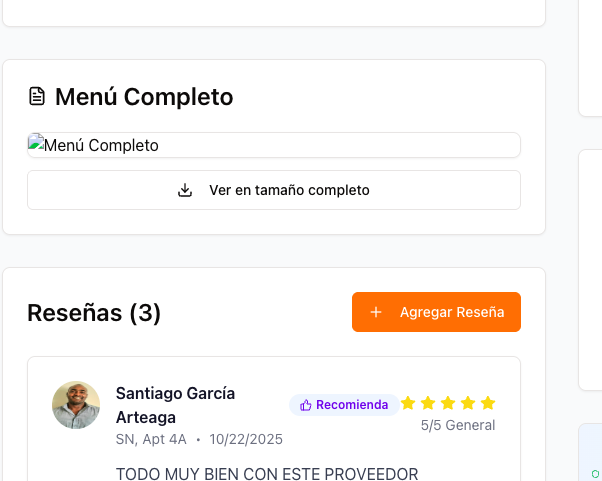 Menú Completo
Menú Completo
Ver en tamaño completo
Reseñas (3)
Agregar Reseña
Santiago García
Arteaga
Recomienda
5/5 General
SN, Apt 4A • 10/22/2025
TODO MUY BIEN CON ESTE PROVEEDOR